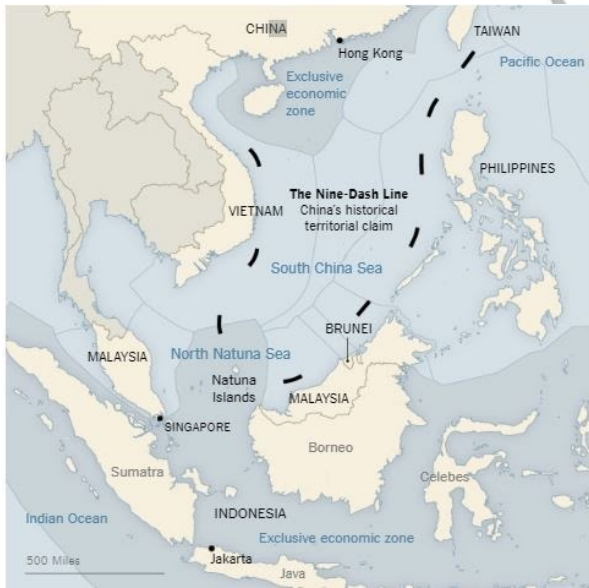 CHINA
TAIWAN
Hong Kong
Pacific Ocean
Exclusive
economic
zone
PHILIPPINES
The Nine-Dash Line
China's historical
territorial claim
VIETNAM
South China Sea
BRUNEI
MALAYSIA
North Natuna Sea
Natuna
Islands
MALAYSIA
SINGAPORE
Borneo
Sumatra
Celebes
INDONESIA
Indian Ocean
Exclusive economic zone
500 Miles
Jakarta
Java